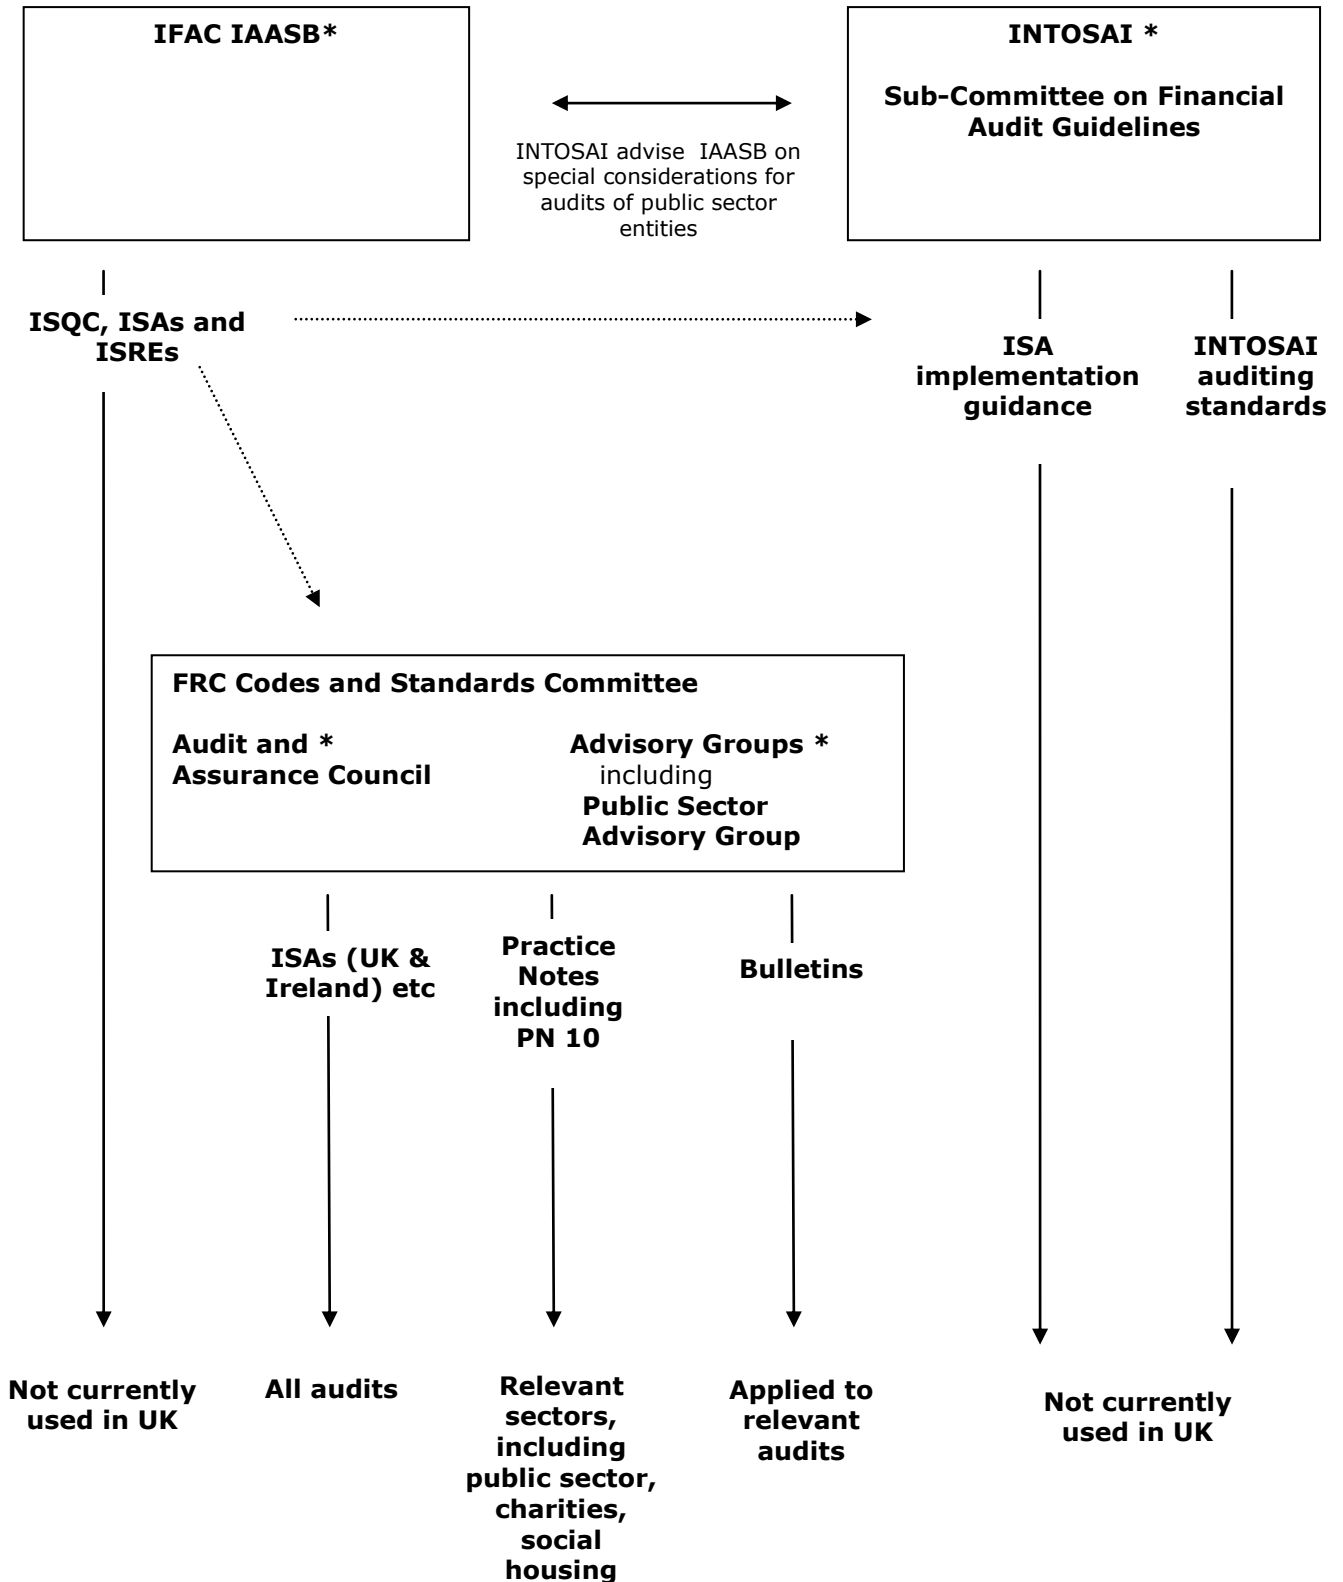 IFAC IAASB*
INTOSAI *
Sub-Committee on Financial
Audit Guidelines
INTOSAI advise IAASB on
special considerations for
audits of public sector
entities
ISQC, ISAs and
ISREs
ISA
implementation
guidance
INTOSAI
auditing
standards
FRC Codes and Standards Committee
Audit and *
Assurance Council
Advisory Groups *
including
Public Sector
Advisory Group
ISAs (UK &
Ireland) etc
Practice
Notes
including
PN 10
Bulletins
Not currently
used in UK
All audits
Relevant
sectors,
including
public sector,
charities,
social
housing
Applied to
relevant
audits
Not currently
used in UK